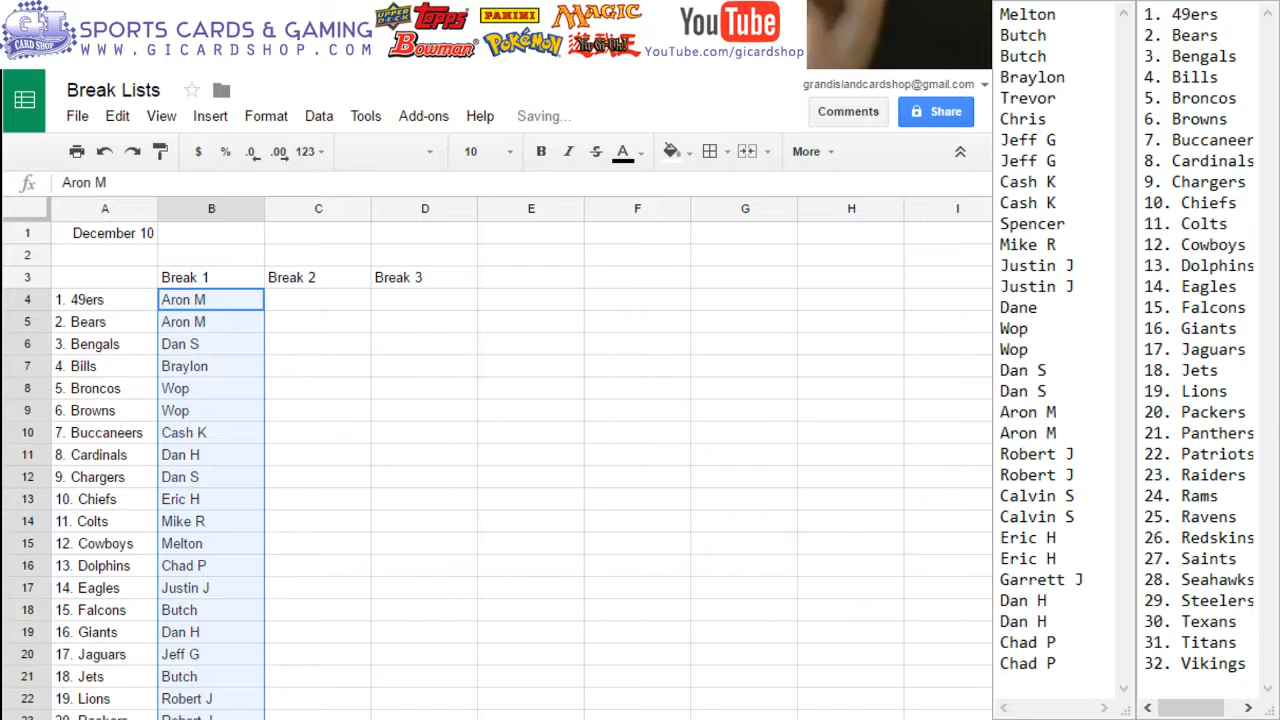 GI CARD SHOP
SPORTS CARDS & GAMING
WWW.GICARDSHOP.COM
UPPER DECK
TOPPS
Bowman
PANINI
POKÉMON
MAGIC
YU-GI-OH!
YouTube
YouTube.com/gicardshop
Break Lists
grandislandcardshop@gmail.com
File Edit View Insert Format Data Tools Add-ons Help Saving...
Comments
Share
$ % .0 .00 123 10 B I S A More
fx Aron M
A B C D E F G H I
1 December 10
2
3 Break 1 Break 2 Break 3
4 1. 49ers Aron M
5 2. Bears Aron M
6 3. Bengals Dan S
7 4. Bills Braylon
8 5. Broncos Wop
9 6. Browns Wop
10 7. Buccaneers Cash K
11 8. Cardinals Dan H
12 9. Chargers Dan S
13 10. Chiefs Eric H
14 11. Colts Mike R
15 12. Cowboys Melton
16 13. Dolphins Chad P
17 14. Eagles Justin J
18 15. Falcons Butch
19 16. Giants Dan H
20 17. Jaguars Jeff G
21 18. Jets Butch
22 19. Lions Robert J
Melton
Butch
Butch
Braylon
Trevor
Chris
Jeff G
Jeff G
Cash K
Cash K
Spencer
Mike R
Justin J
Justin J
Dane
Wop
Wop
Dan S
Dan S
Aron M
Aron M
Robert J
Robert J
Calvin S
Calvin S
Eric H
Eric H
Garrett J
Dan H
Dan H
Chad P
Chad P
1. 49ers
2. Bears
3. Bengals
4. Bills
5. Broncos
6. Browns
7. Buccaneer
8. Cardinals
9. Chargers
10. Chiefs
11. Colts
12. Cowboys
13. Dolphins
14. Eagles
15. Falcons
16. Giants
17. Jaguars
18. Jets
19. Lions
20. Packers
21. Panthers
22. Patriots
23. Raiders
24. Rams
25. Ravens
26. Redskins
27. Saints
28. Seahawks
29. Steelers
30. Texans
31. Titans
32. Vikings